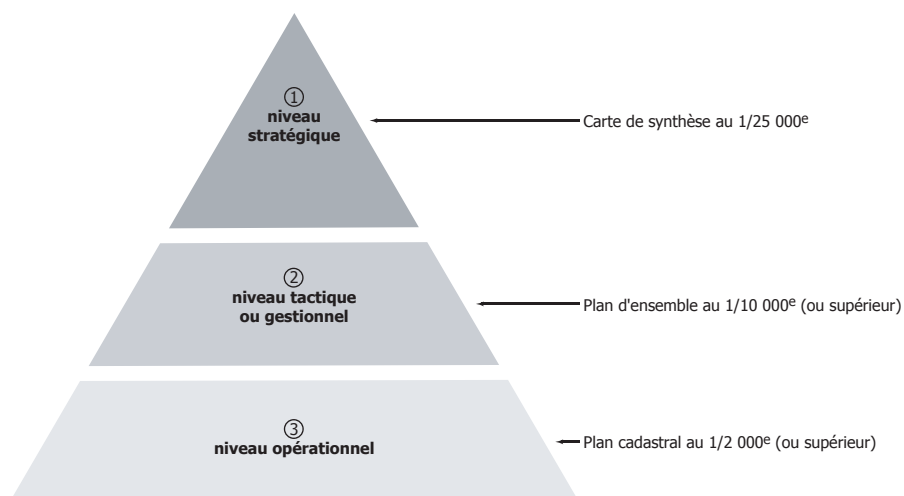 ①
niveau
stratégique
Carte de synthèse au 1/25 000e
②
niveau tactique
ou gestionnel
Plan d'ensemble au 1/10 000e (ou supérieur)
③
niveau opérationnel
Plan cadastral au 1/2 000e (ou supérieur)